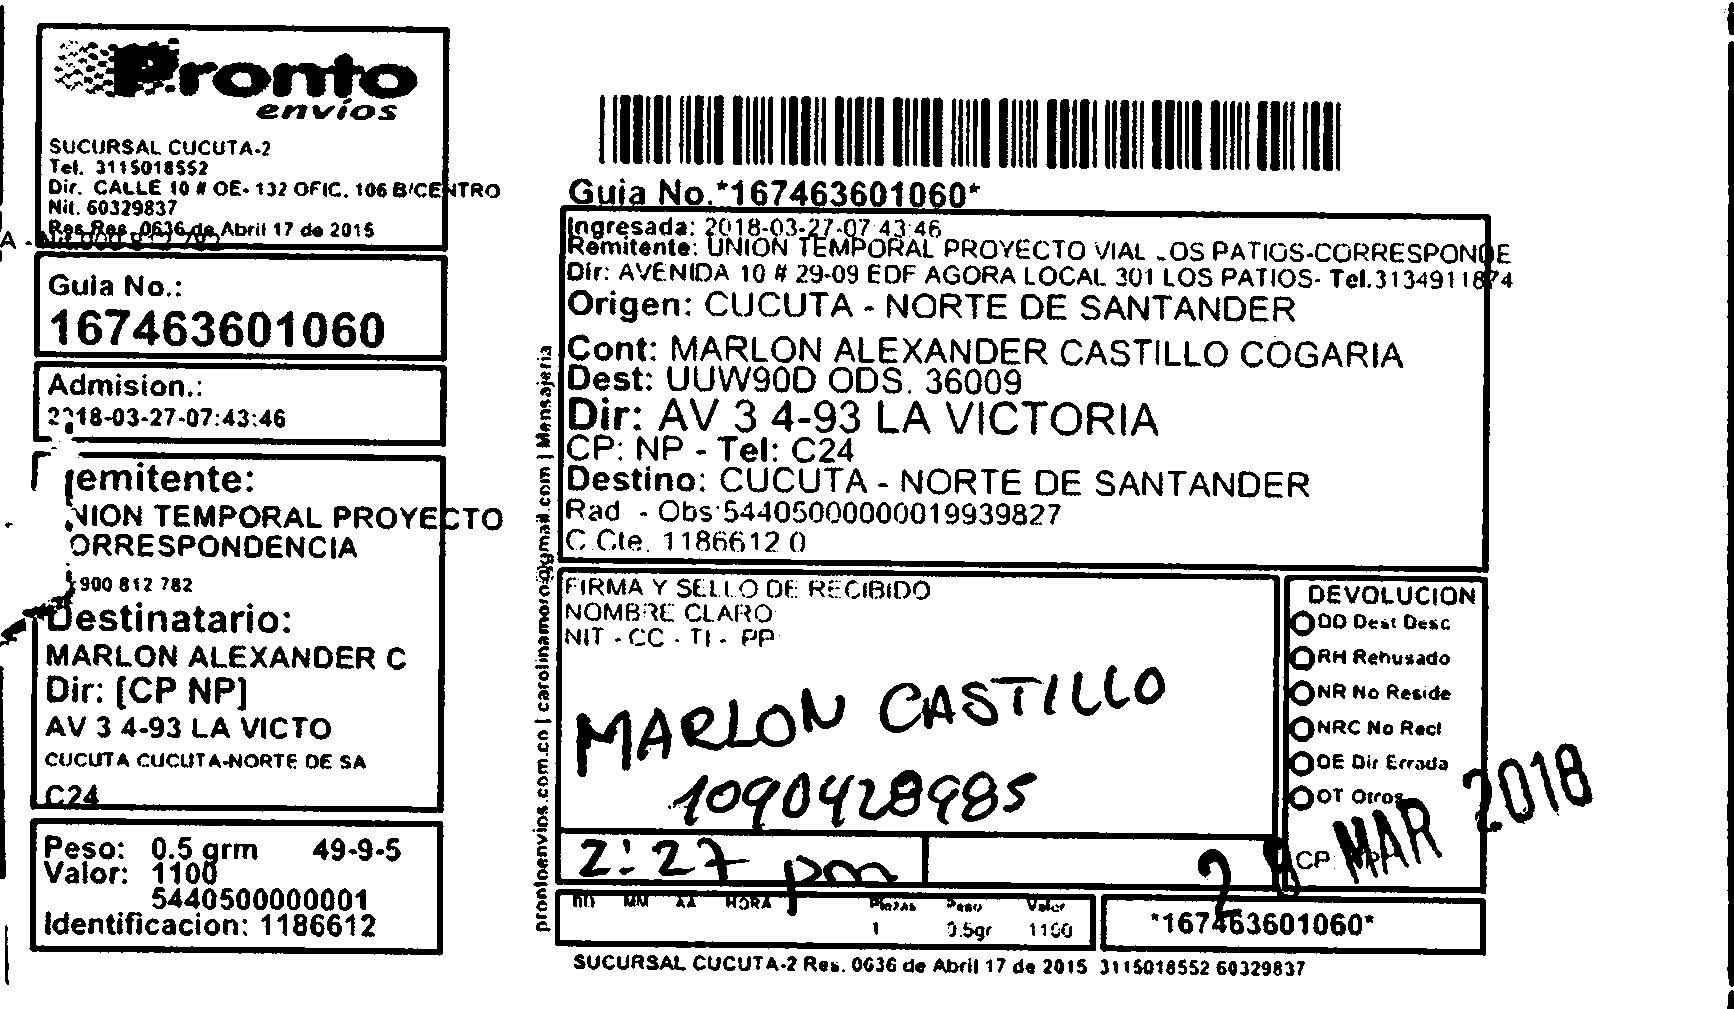 Pronto
envíos
SUCURSAL CUCUTA-2
Tel. 3115018552
Dir. CALLE 10 # OE- 132 OFIC. 106 B/CENTRO
Nit. 60329837
Res Res. 0636 de Abril 17 de 2015
Guia No.:
167463601060
Admision.:
2018-03-27-07:43:46
emitente:
NION TEMPORAL PROYECTO
ORRESPONDENCIA
900 812 782
Destinatario:
MARLON ALEXANDER C
Dir: [CP NP]
AV 3 4-93 LA VICTO
CUCUTA CUCUTA-NORTE DE SA
C24
Peso: 0.5 grm 49-9-5
Valor: 1100
5440500000001
Identificacion: 1186612
prontoenvios.com.co | carolinamoros@gmail.com | Mensajeria
Guia No.*167463601060*
Ingresada: 2018-03-27-07:43:46
Remitente: UNION TEMPORAL PROYECTO VIAL LOS PATIOS-CORRESPONDE
Dir: AVENIDA 10 # 29-09 EDF AGORA LOCAL 301 LOS PATIOS- Tel.3134911874
Origen: CUCUTA - NORTE DE SANTANDER
Cont: MARLON ALEXANDER CASTILLO COGARIA
Dest: UUW90D ODS. 36009
Dir: AV 3 4-93 LA VICTORIA
CP: NP - Tel: C24
Destino: CUCUTA - NORTE DE SANTANDER
Rad - Obs:54405000000019939827
C.Cte. 1186612 0
FIRMA Y SELLO DE RECIBIDO
NOMBRE CLARO
NIT - CC - TI - PP
MARLON CASTILLO
1090428985
2:27 pm
DD MM AA HORA Piezas Peso Valor
1 0.5gr 1100
DEVOLUCION
DD Dest Desc
RH Rehusado
NR No Reside
NRC No Recl
DE Dir Errada
OT Otros
CP:
MAR 2018
*167463601060*
SUCURSAL CUCUTA-2 Res. 0636 de Abril 17 de 2015 3115018552 60329837